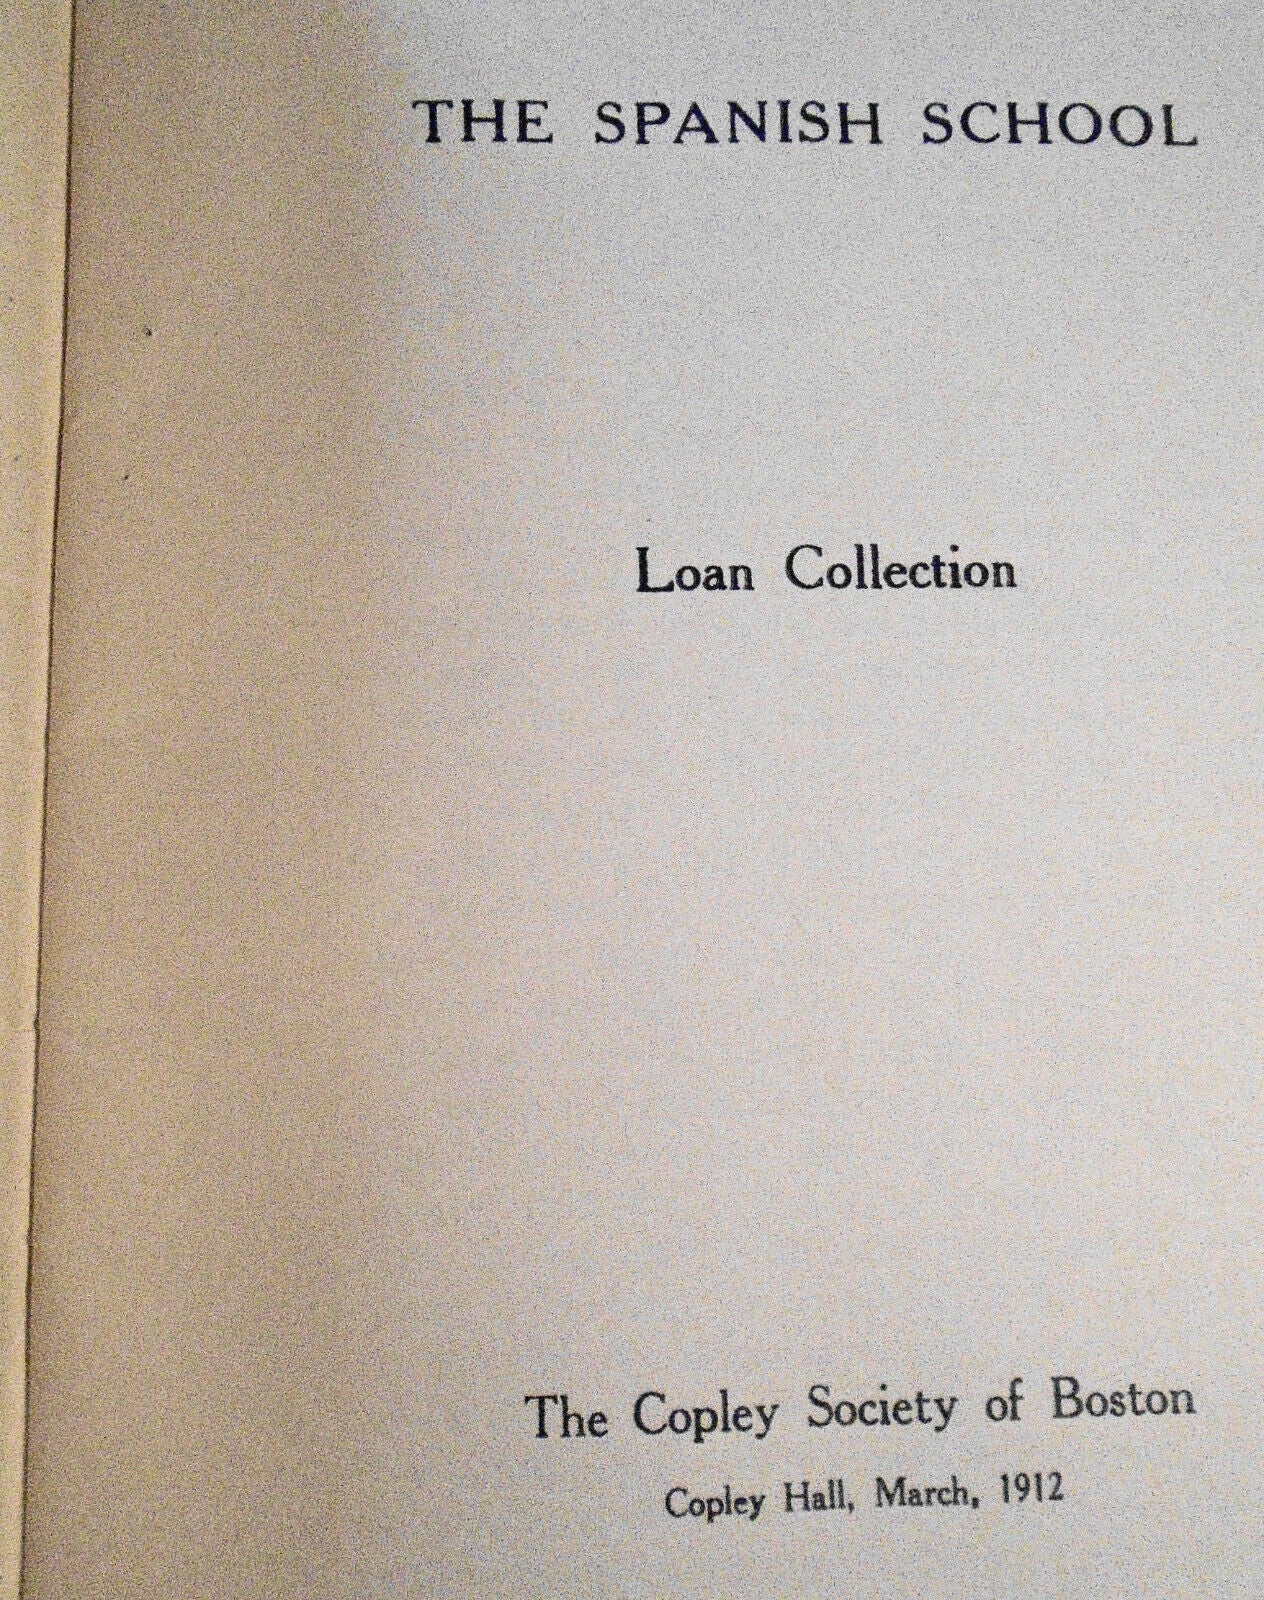 THE SPANISH SCHOOL
Loan Collection
The Copley Society of Boston
Copley Hall, March, 1912